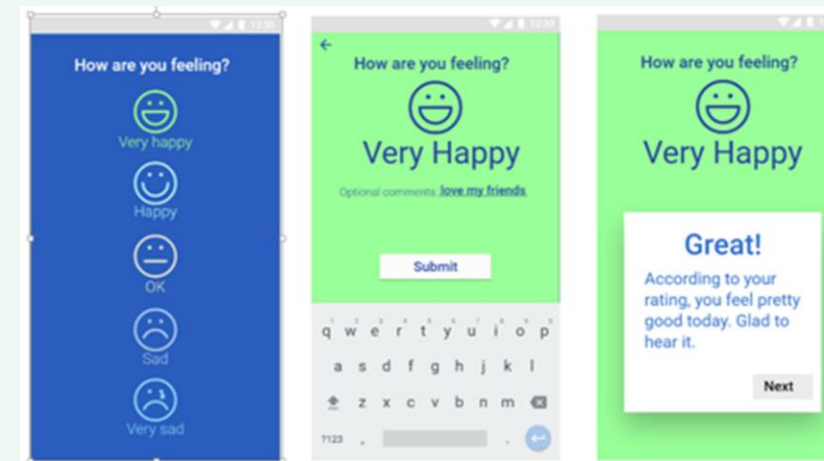 12:30
How are you feeling?
Very happy
Happy
OK
Sad
Very sad
12:30
How are you feeling?
Very Happy
Optional comments: love my friends
Submit
q w e r t y u i o p
a s d f g h j k l
z x c v b n m
?123 , .
How are you feeling?
Very Happy
Great!
According to your
rating, you feel pretty
good today. Glad to
hear it.
Next